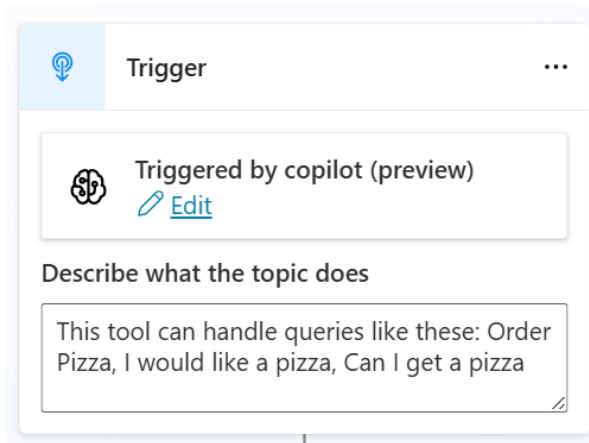 Trigger
Triggered by copilot (preview)
Edit
Describe what the topic does
This tool can handle queries like these: Order
Pizza, I would like a pizza, Can I get a pizza